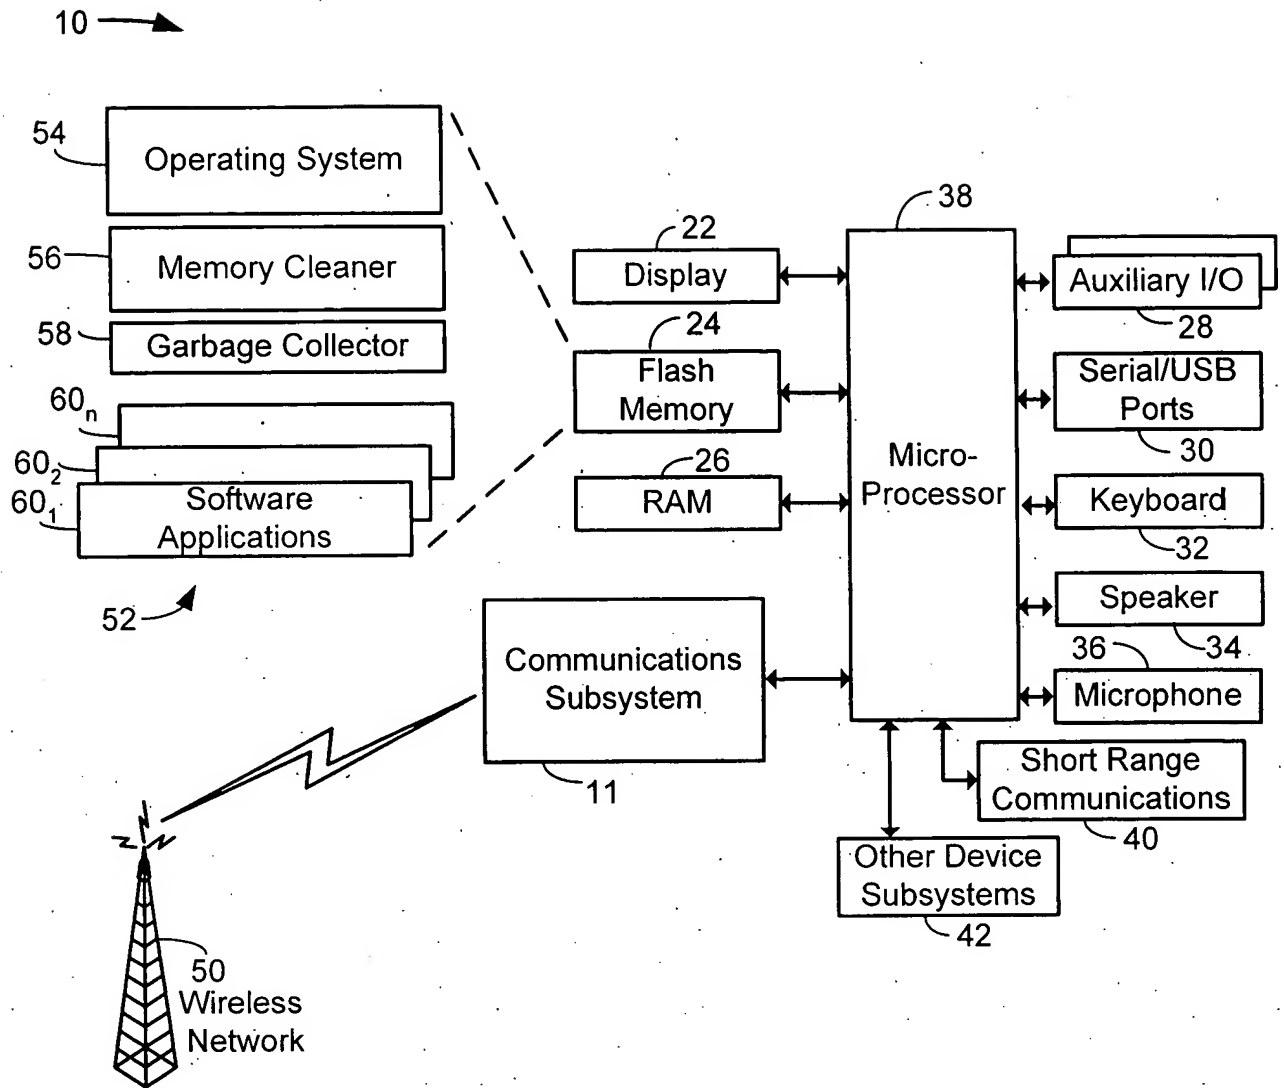 10
54
Operating System
56
Memory Cleaner
58
Garbage Collector
60n
602
601
Software
Applications
52
22
Display
24
Flash
Memory
26
RAM
38
Micro-
Processor
Auxiliary I/O
28
Serial/USB
Ports
30
Keyboard
32
Speaker
34
36
Microphone
Communications
Subsystem
11
Short Range
Communications
40
Other Device
Subsystems
42
50
Wireless
Network